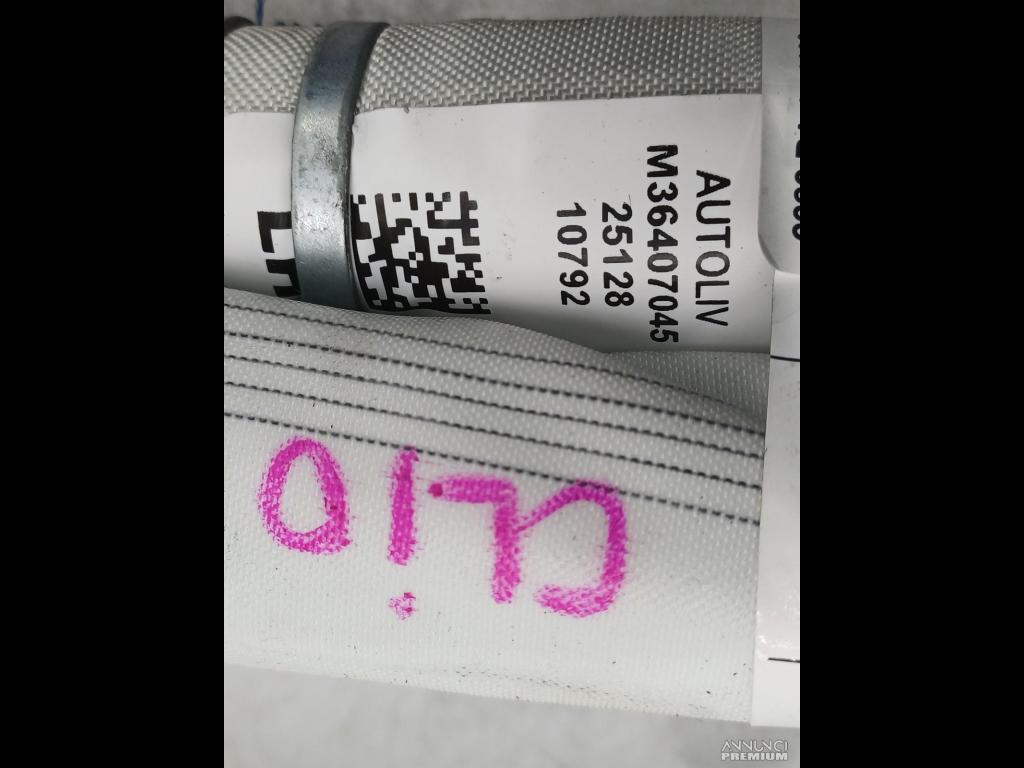 AUTOLIV
M36407045
25128
10792
CLiO
ANNUNCI
PREMIUM